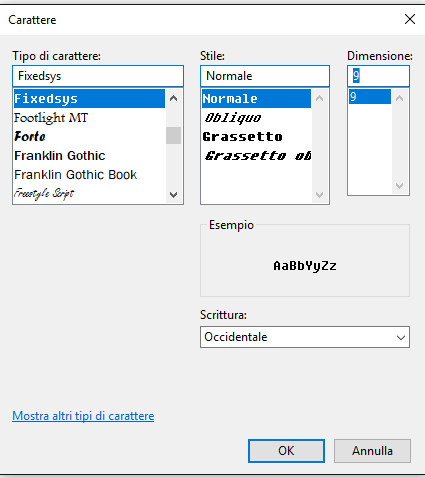 Carattere
Tipo di carattere:
Fixedsys
Fixedsys
Footlight MT
Forte
Franklin Gothic
Franklin Gothic Book
Freestyle Script
Stile:
Normale
Normale
Obliquo
Grassetto
Grassetto ob
Dimensione:
9
9
Esempio
AaBbYyZz
Scrittura:
Occidentale
Mostra altri tipi di carattere
OK
Annulla